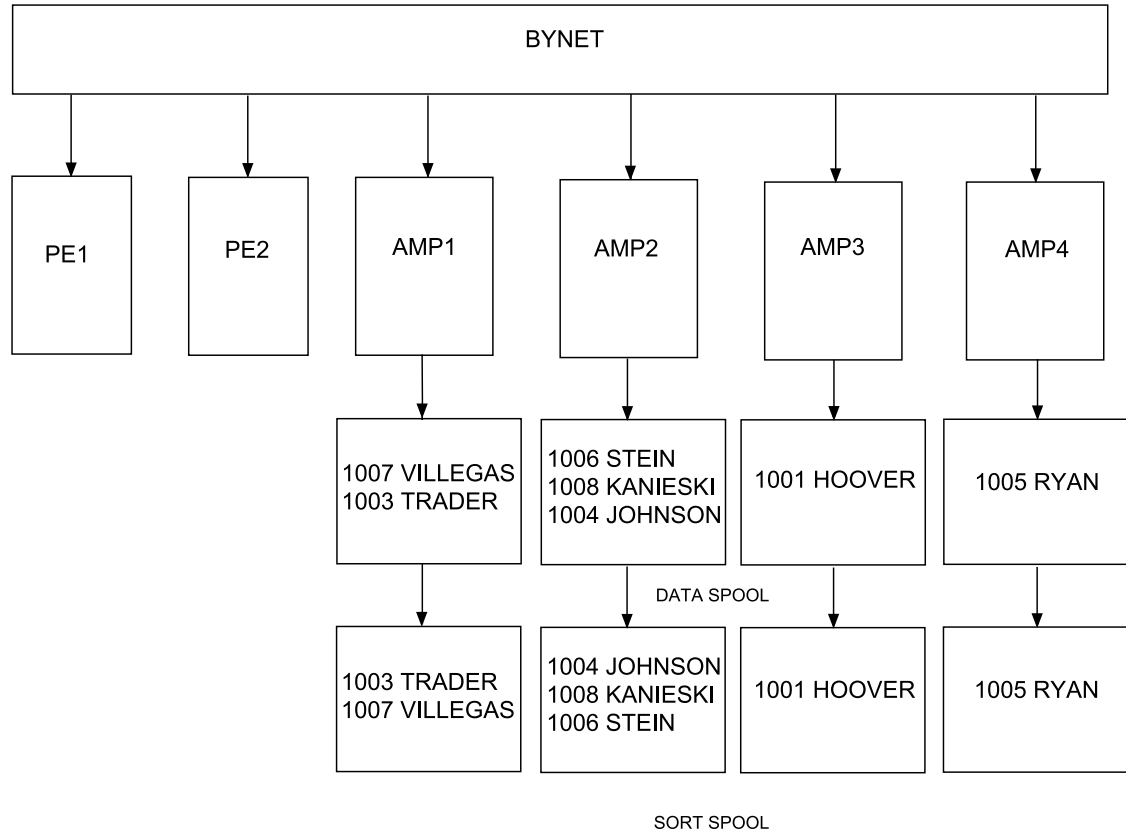 BYNET
PE1
PE2
AMP1
AMP2
AMP3
AMP4
1007 VILLEGAS
1003 TRADER
1006 STEIN
1008 KANIESKI
1004 JOHNSON
1001 HOOVER
1005 RYAN
DATA SPOOL
1003 TRADER
1007 VILLEGAS
1004 JOHNSON
1008 KANIESKI
1006 STEIN
1001 HOOVER
1005 RYAN
SORT SPOOL